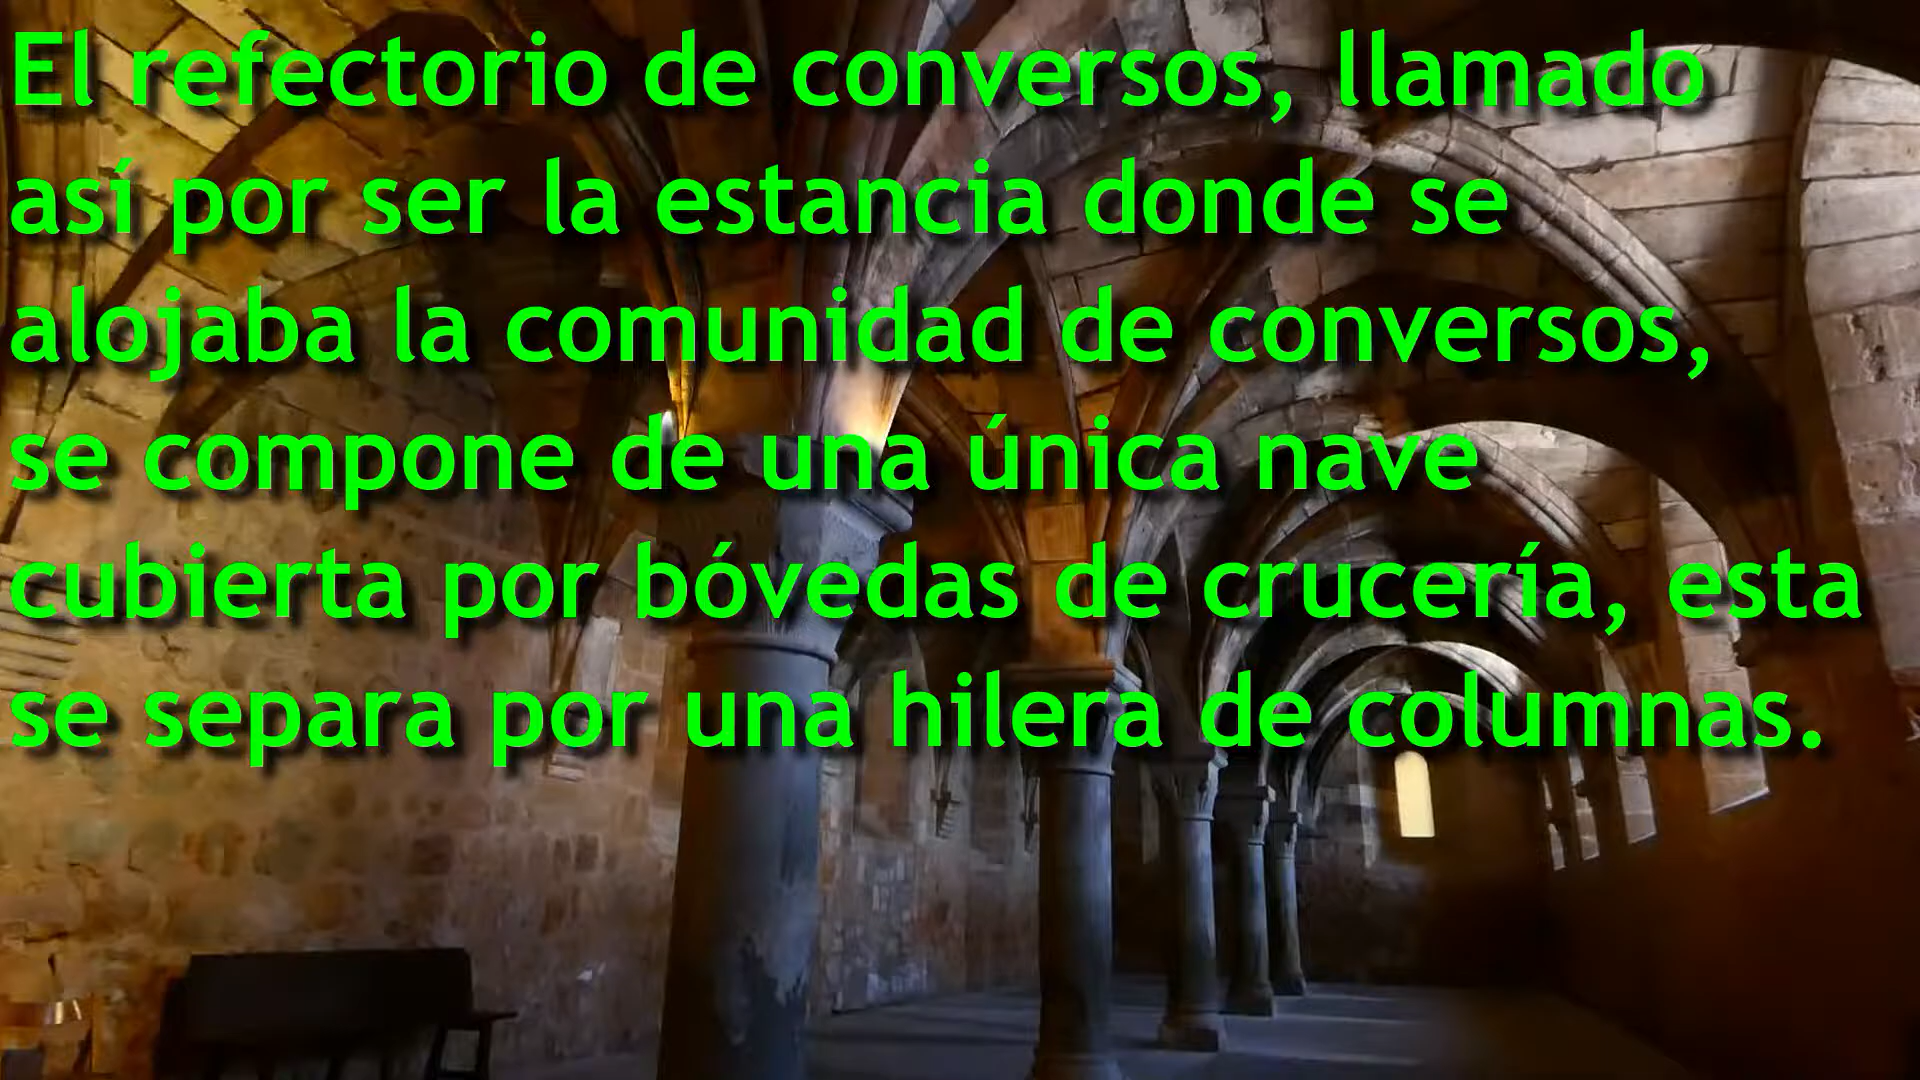 El refectorio de conversos, llamado
así por ser la estancia donde se
alojaba la comunidad de conversos,
se compone de una única nave
cubierta por bóvedas de crucería, esta
se separa por una hilera de columnas.